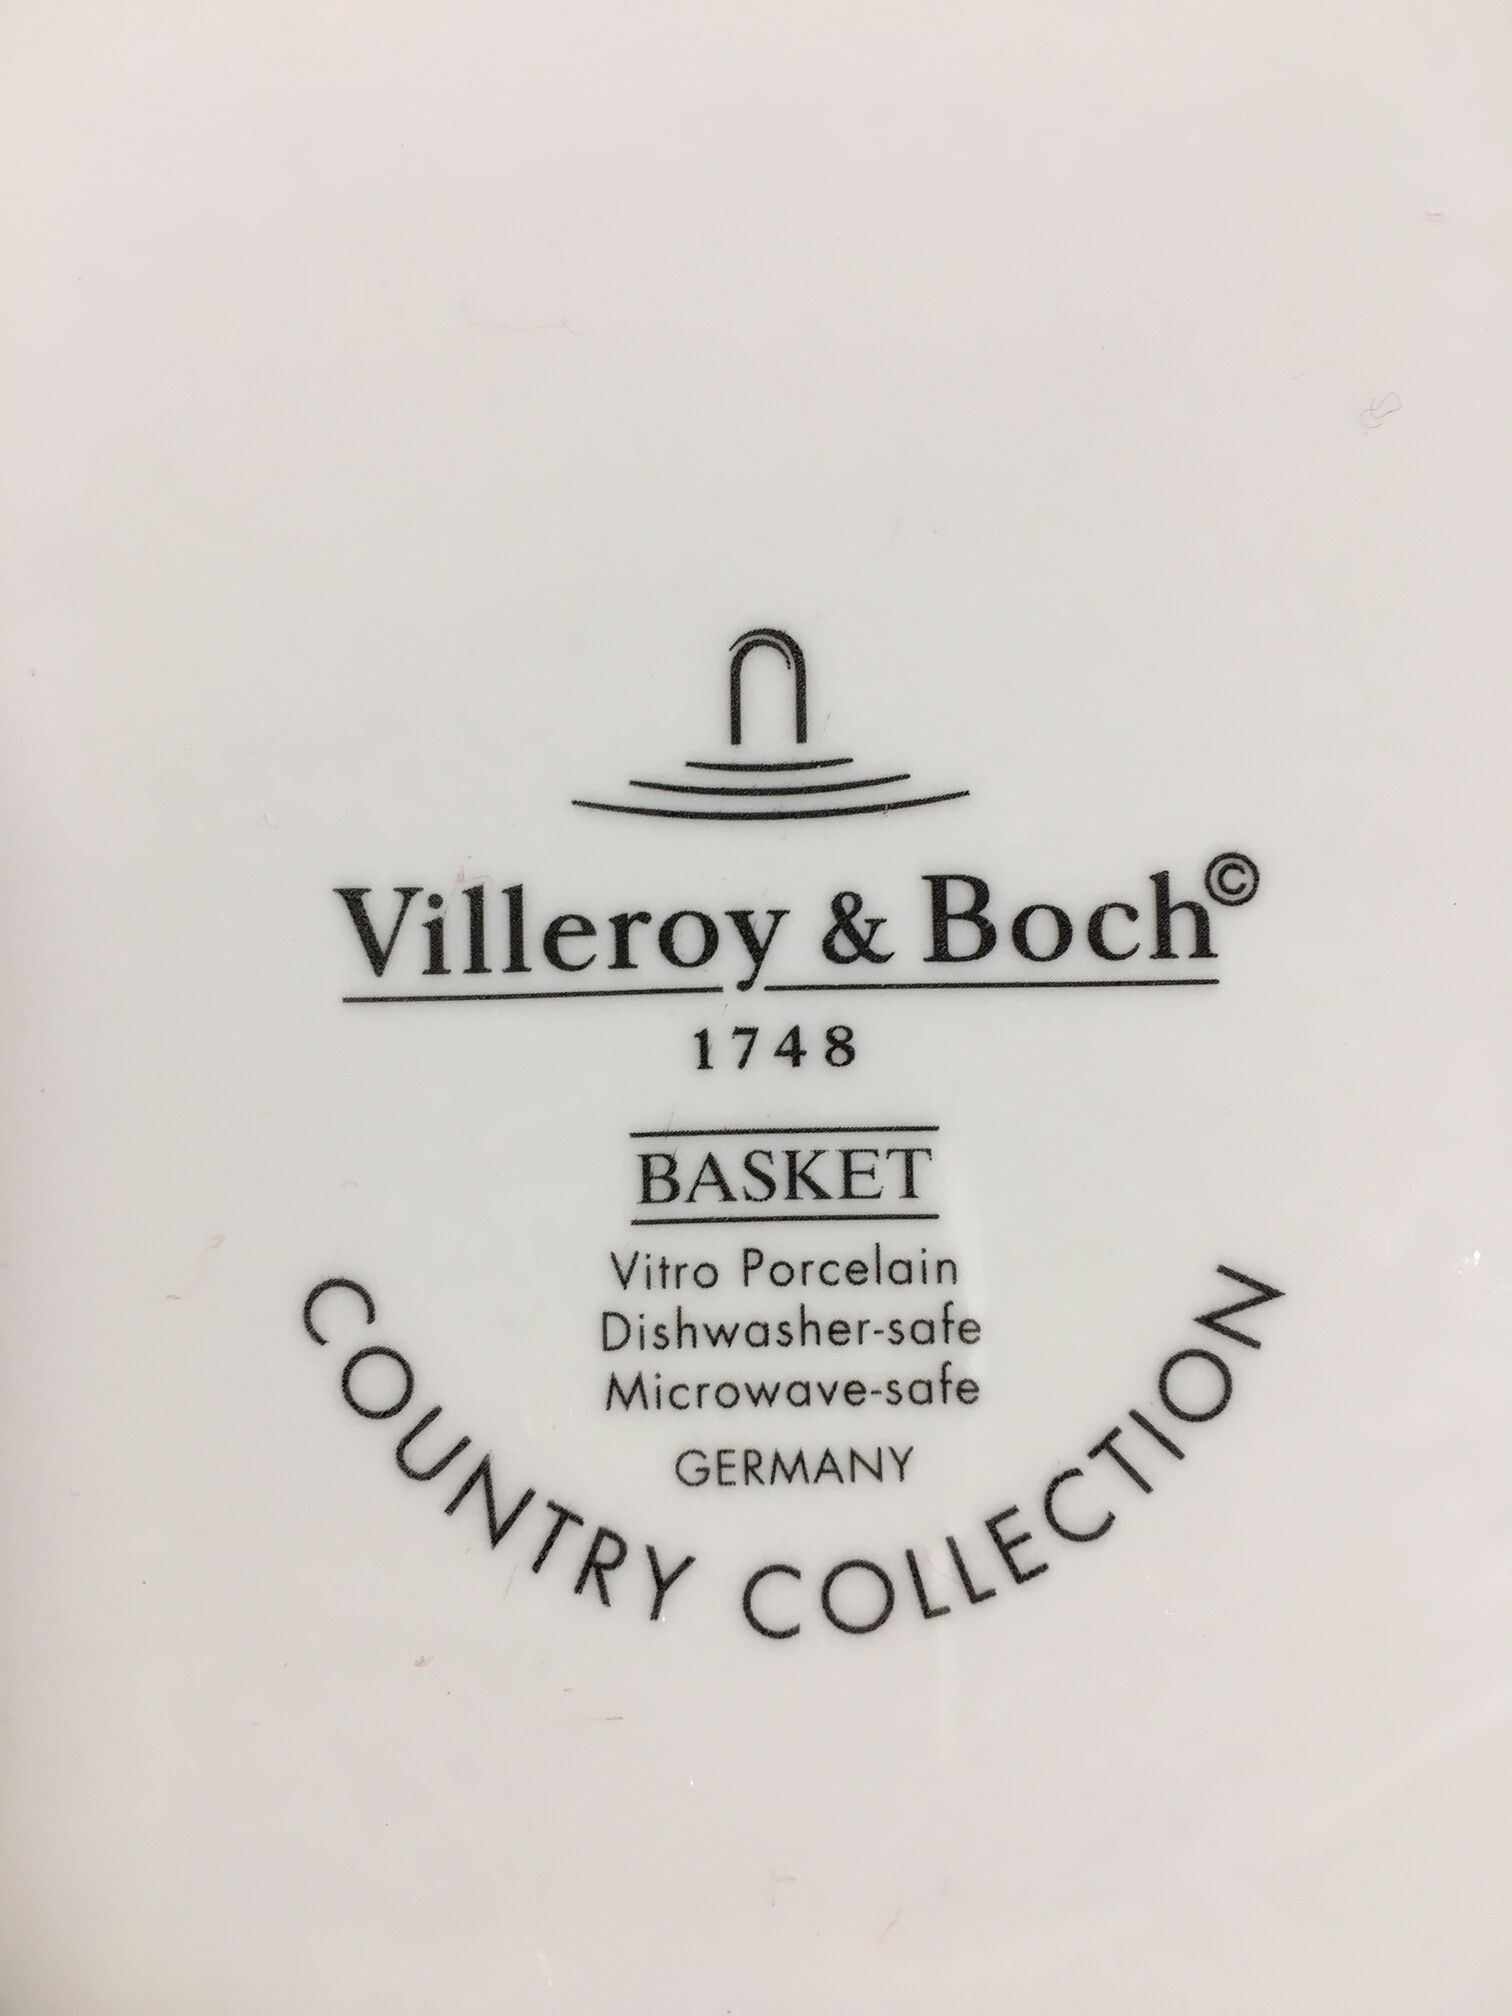 Villeroy & Boch©
1748
BASKET
Vitro Porcelain
Dishwasher-safe
Microwave-safe
GERMANY
COUNTRY COLLECTION